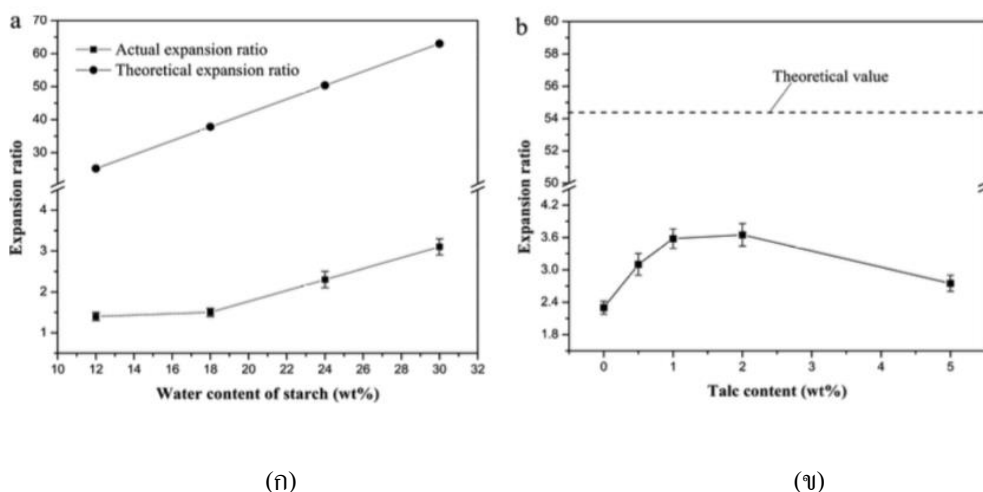 a
70
60
50
40
30
4
3
2
1
Expansion ratio
Actual expansion ratio
Theoretical expansion ratio
10 12 14 16 18 20 22 24 26 28 30 32
Water content of starch (wt%)
(ก)
b
60
58
56
54
52
50
4.2
3.6
3.0
2.4
1.8
Expansion ratio
Theoretical value
0 1 2 3 4 5
Talc content (wt%)
(ข)